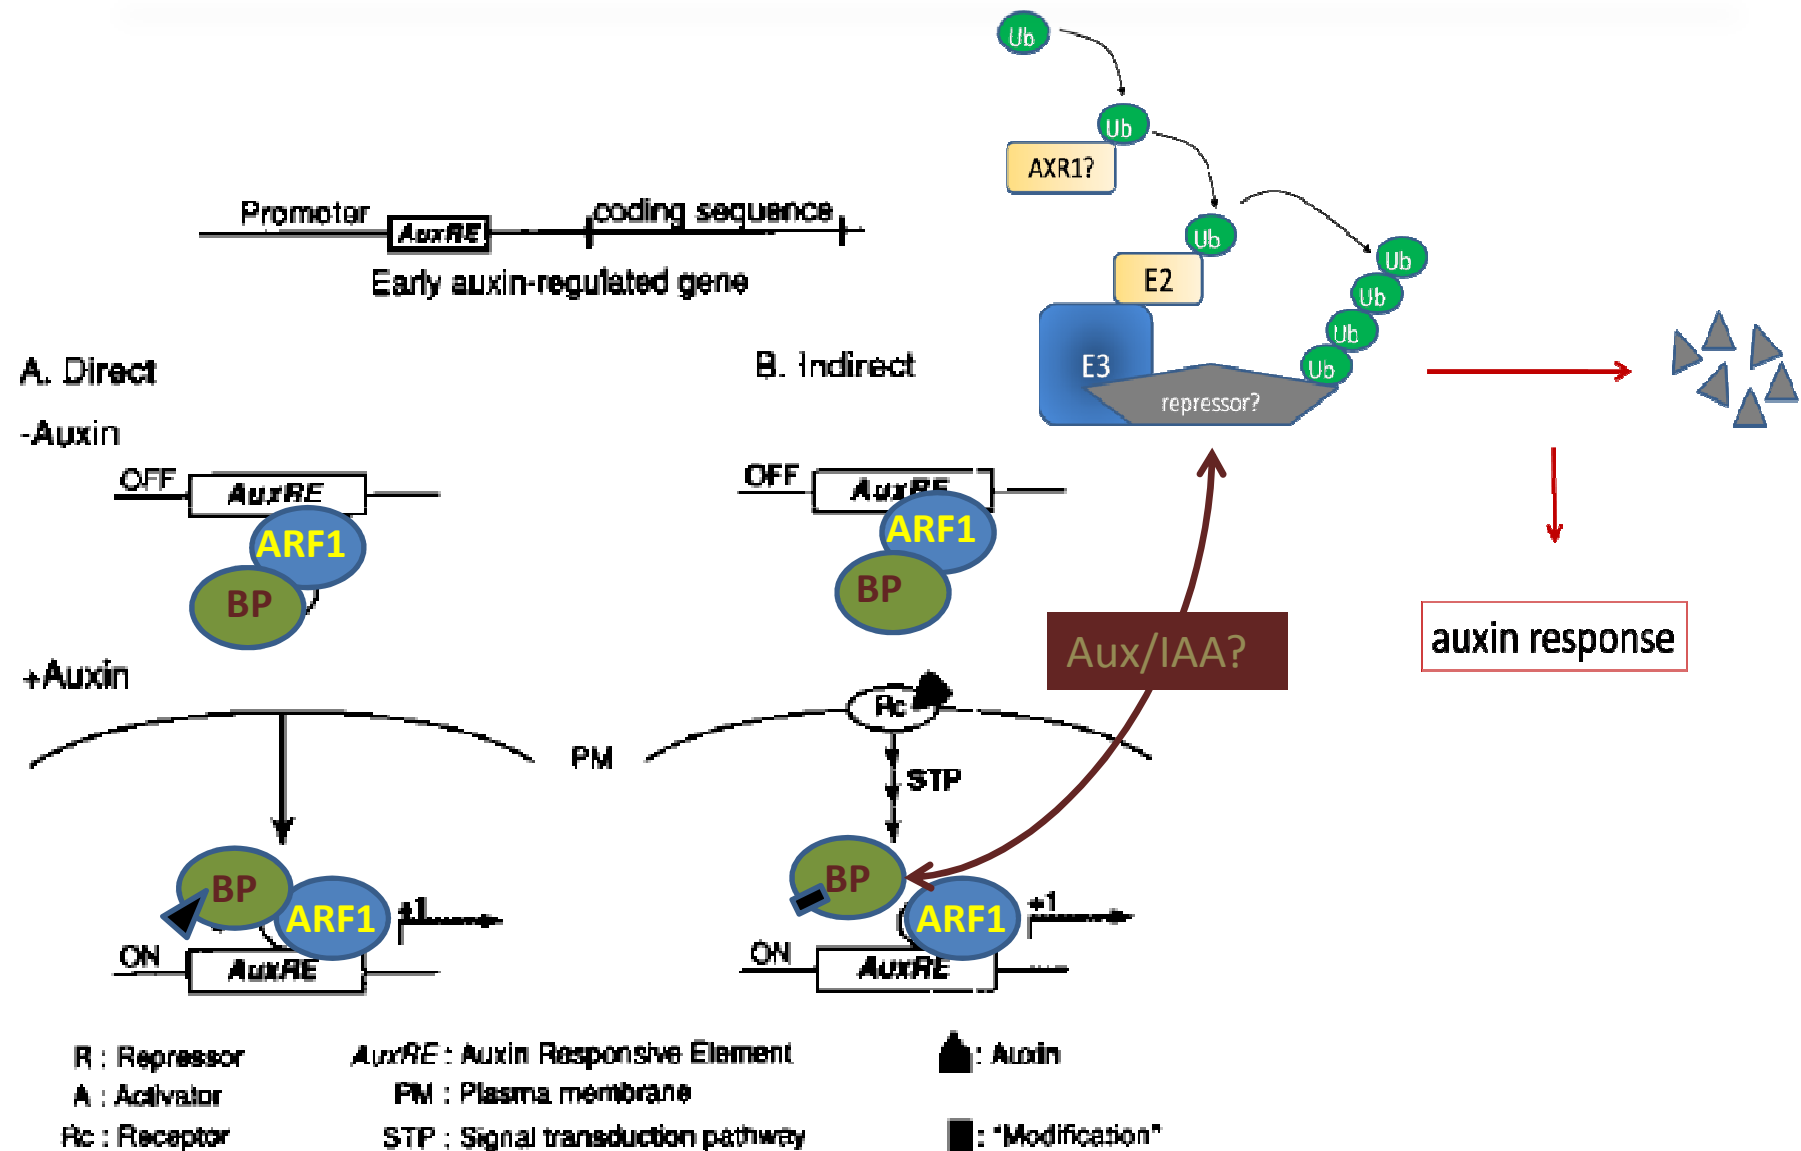 Ub
Ub
AXR1?
Ub
E2
Ub
Ub
Ub
Ub
E3
repressor?
Promoter
AuxRE
coding sequence
Early auxin-regulated gene
A. Direct
B. Indirect
-Auxin
OFF
AuxRE
ARF1
BP
OFF
AuxRE
ARF1
BP
Aux/IAA?
auxin response
+Auxin
PM
Rc
STP
BP
ARF1
+1
ON
AuxRE
BP
ARF1
+1
ON
AuxRE
R : Repressor
A : Activator
Rc : Receptor
AuxRE : Auxin Responsive Element
PM : Plasma membrane
STP : Signal transduction pathway
: Auxin
: "Modification"